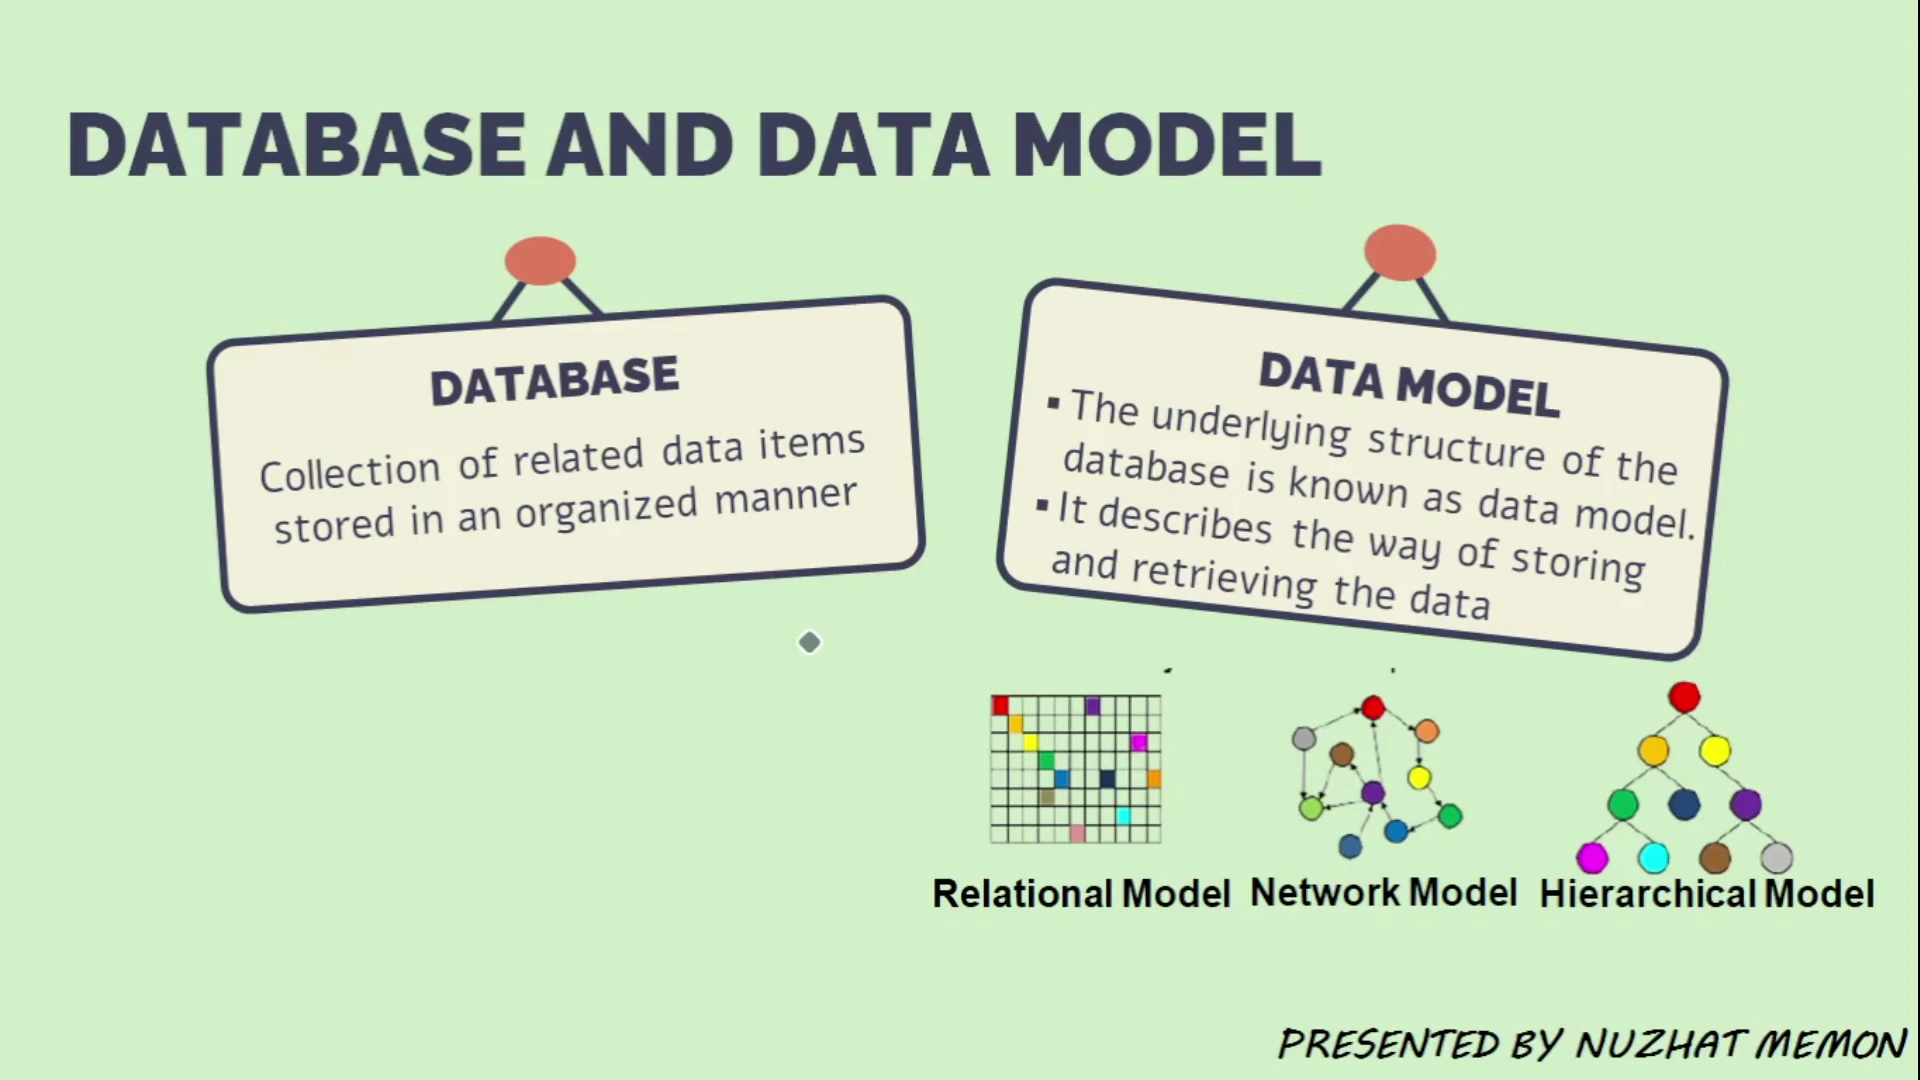 DATABASE AND DATA MODEL
DATABASE
Collection of related data items
stored in an organized manner
DATA MODEL
▪ The underlying structure of the
database is known as data model.
▪ It describes the way of storing
and retrieving the data
Relational Model
Network Model
Hierarchical Model
PRESENTED BY NUZHAT MEMON